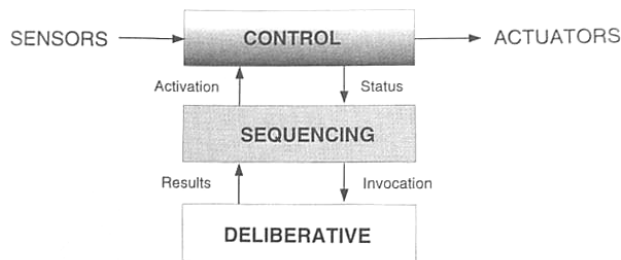 SENSORS
CONTROL
ACTUATORS
Activation
Status
SEQUENCING
Results
Invocation
DELIBERATIVE